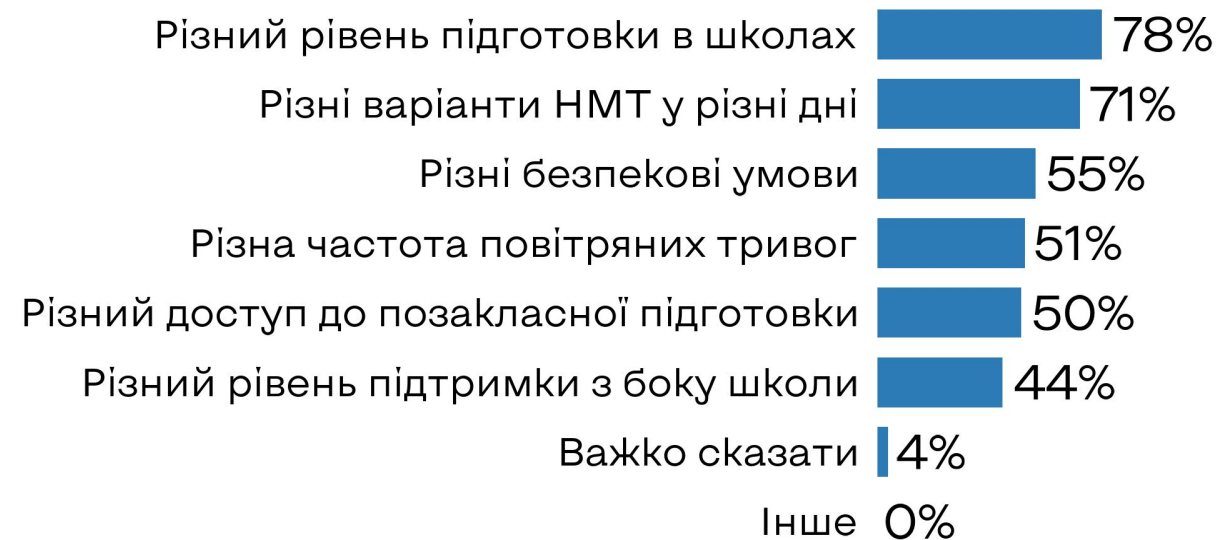 Різний рівень підготовки в школах 78%
Різні варіанти НМТ у різні дні 71%
Різні безпекові умови 55%
Різна частота повітряних тривог 51%
Різний доступ до позакласної підготовки 50%
Різний рівень підтримки з боку школи 44%
Важко сказати 4%
Інше 0%